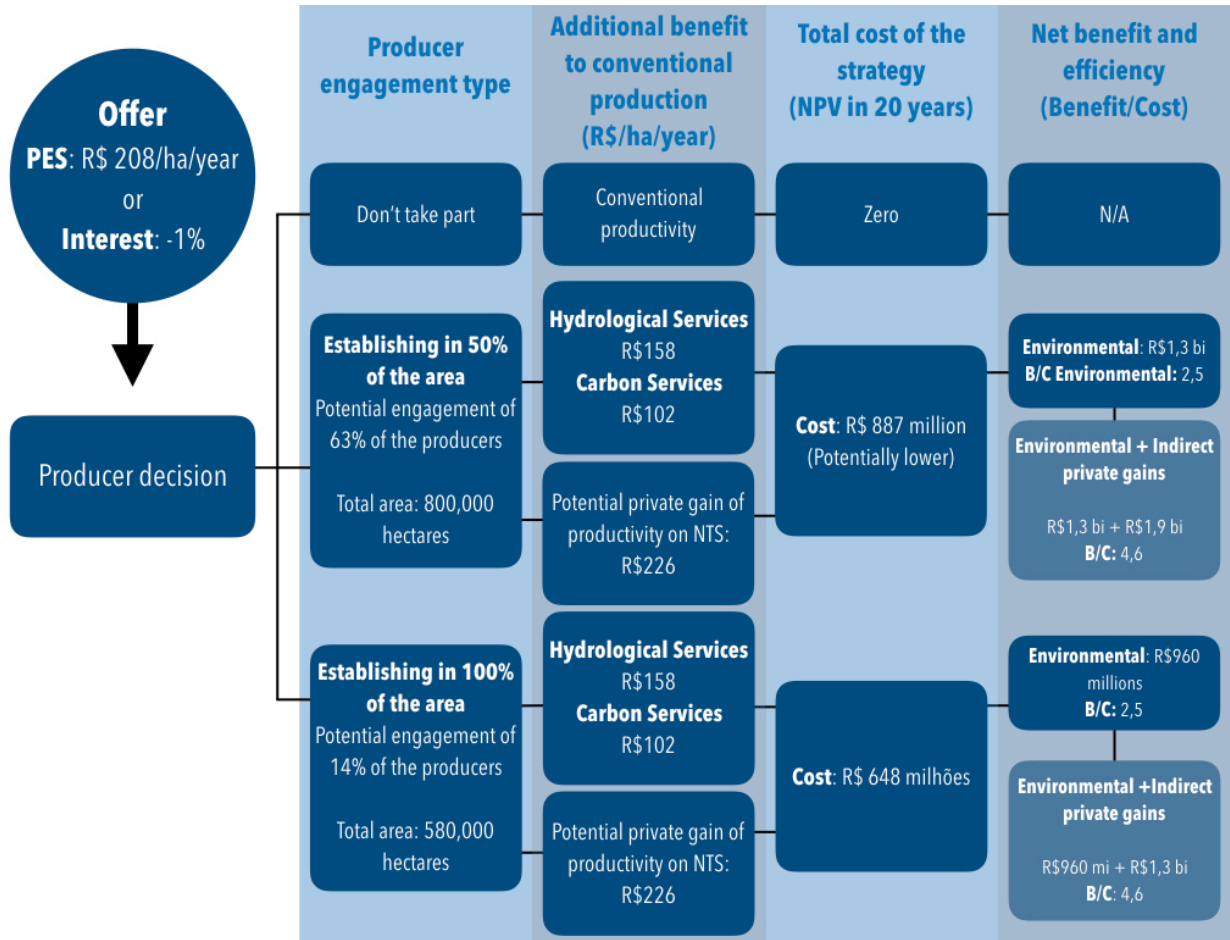 Offer
PES: R$ 208/ha/year
or
Interest: -1%
Producer decision
Producer
engagement type
Additional benefit
to conventional
production
(R$/ha/year)
Total cost of the
strategy
(NPV in 20 years)
Net benefit and
efficiency
(Benefit/Cost)
Don't take part
Conventional
productivity
Zero
N/A
Establishing in 50%
of the area
Potential engagement of
63% of the producers
Total area: 800,000
hectares
Hydrological Services
R$158
Carbon Services
R$102
Potential private gain of
productivity on NTS:
R$226
Cost: R$ 887 million
(Potentially lower)
Environmental: R$1,3 bi
B/C Environmental: 2,5
Environmental + Indirect
private gains
R$1,3 bi + R$1,9 bi
B/C: 4,6
Establishing in 100%
of the area
Potential engagement of
14% of the producers
Total area: 580,000
hectares
Hydrological Services
R$158
Carbon Services
R$102
Potential private gain of
productivity on NTS:
R$226
Cost: R$ 648 milhões
Environmental: R$960
millions
B/C: 2,5
Environmental +Indirect
private gains
R$960 mi + R$1,3 bi
B/C: 4,6